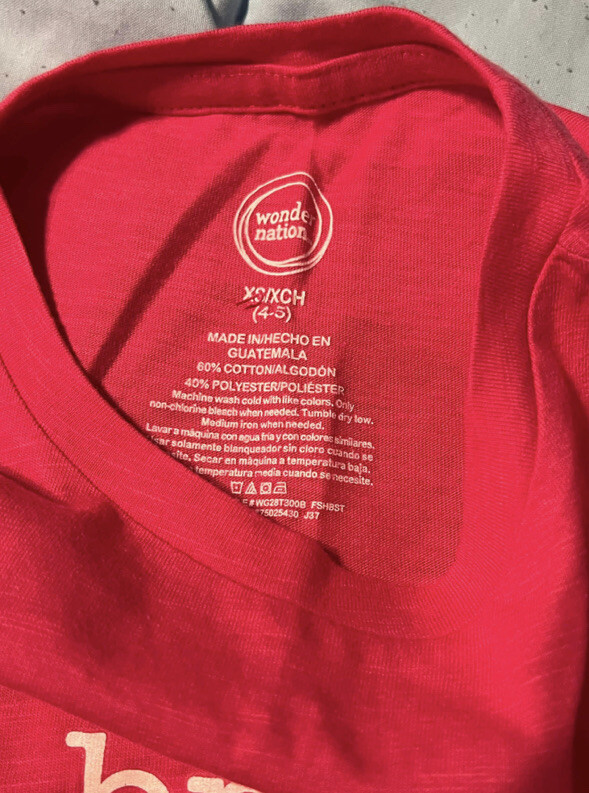 wonder
nation
XS/XCH
(4-5)
MADE IN/HECHO EN
GUATEMALA
60% COTTON/ALGODÓN
40% POLYESTER/POLIÉSTER
Machine wash cold with like colors. Only
non-chlorine bleach when needed. Tumble dry low.
Medium iron when needed.
Lavar a máquina con agua fría y con colores similares.
solamente blanqueador sin cloro cuando se
Secar en máquina a temperatura baja.
temperatura media cuando se necesite.
#WG28T300B FSHBST
J37